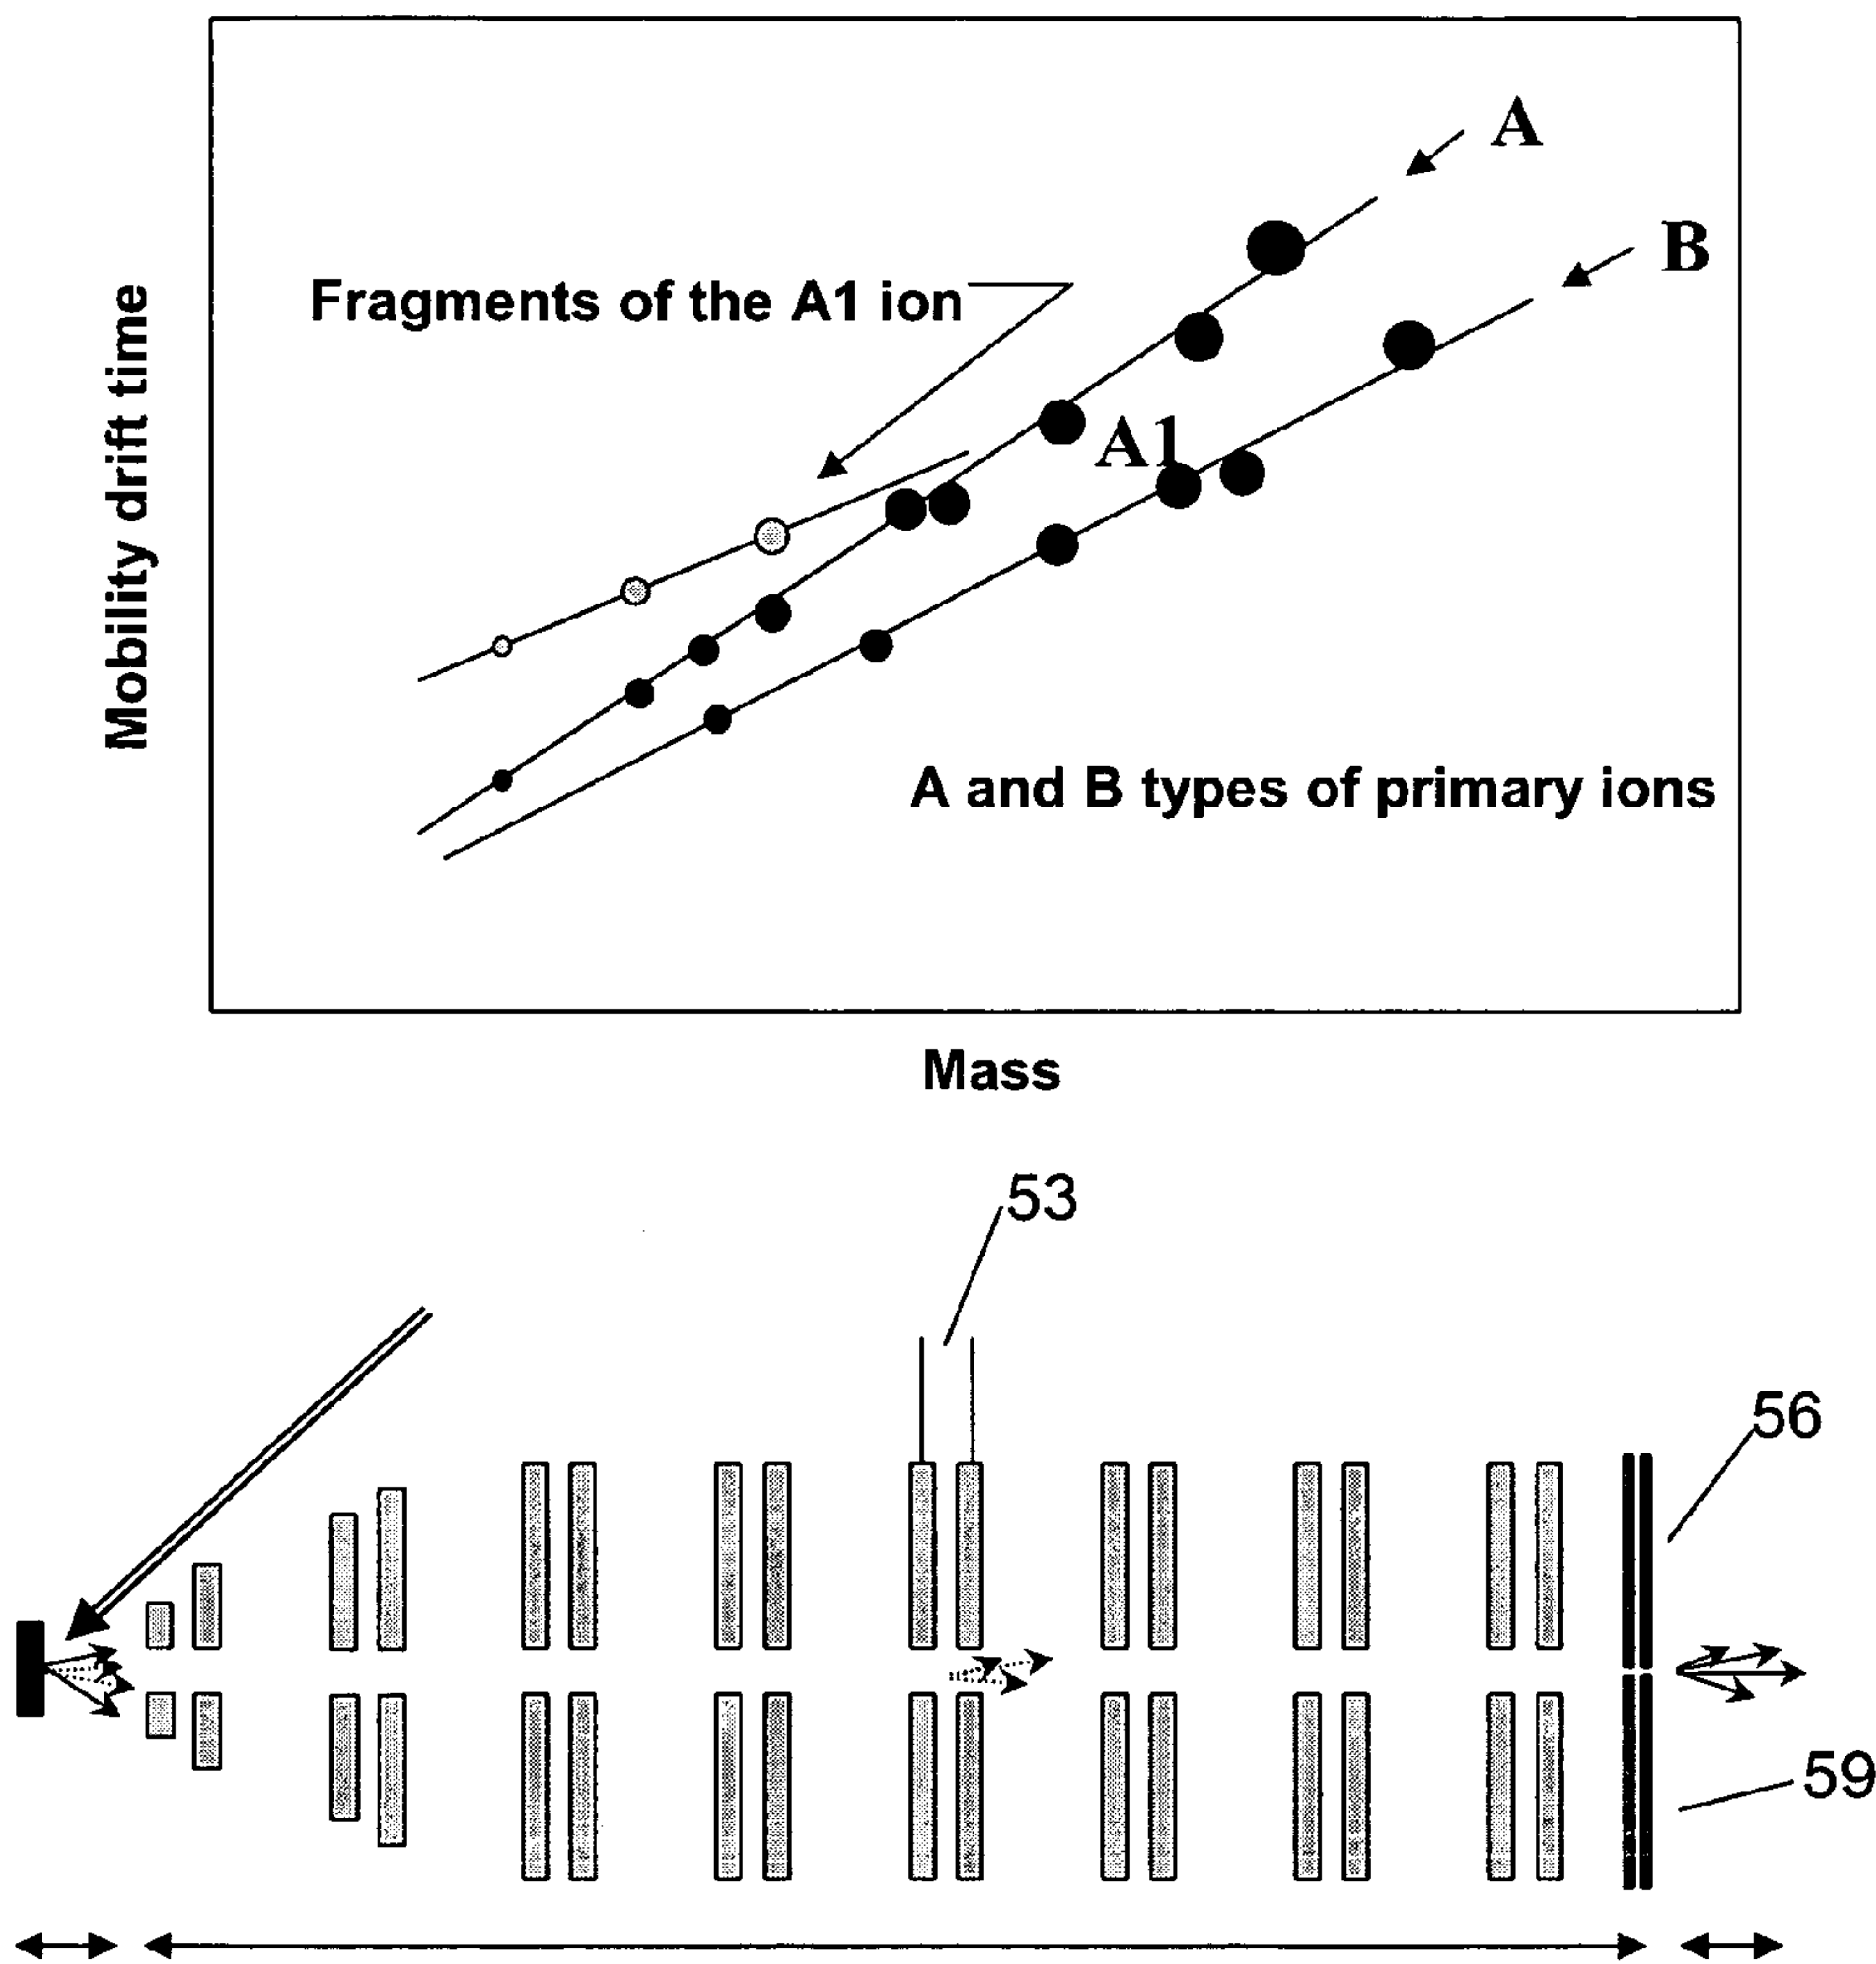 A
B
Fragments of the A1 ion
A1
Mobility drift time
A and B types of primary ions
Mass
53
56
59